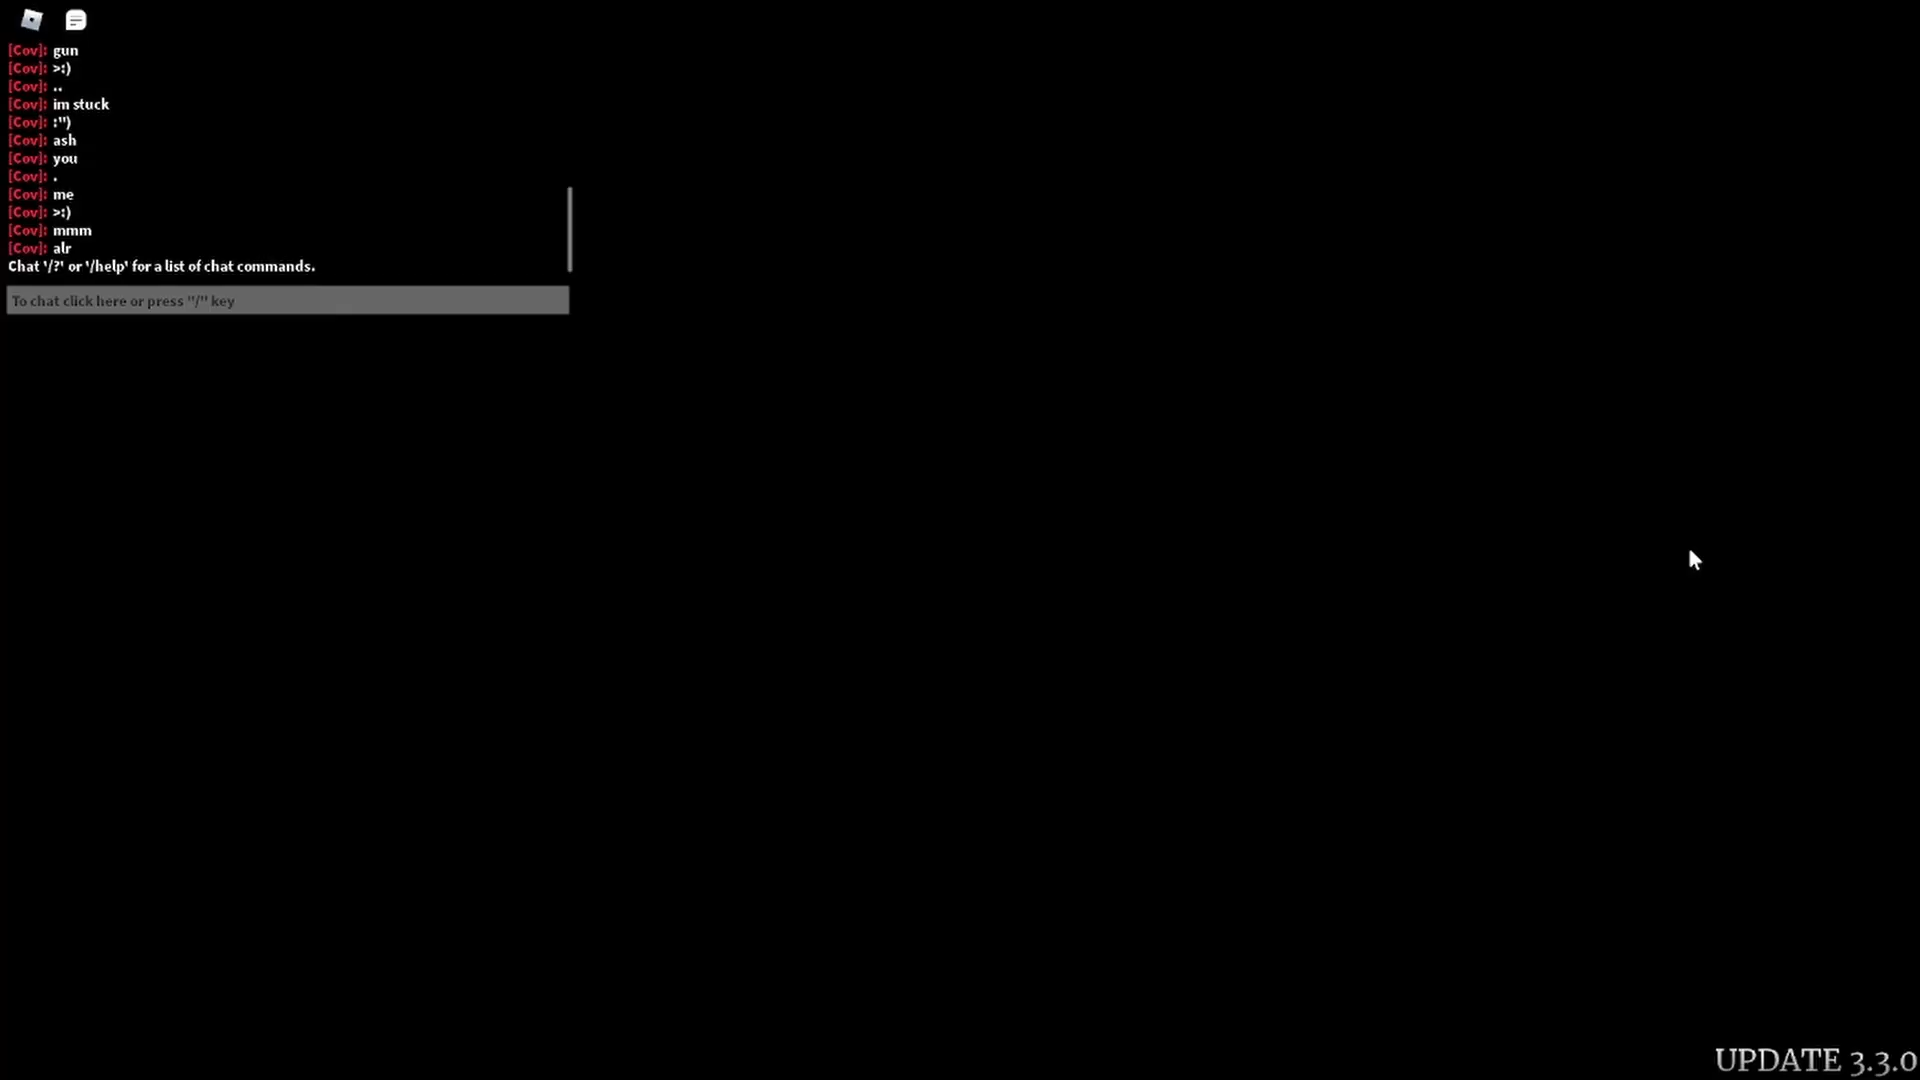 [Cov]: gun
[Cov]: >:)
[Cov]: ..
[Cov]: im stuck
[Cov]: :")
[Cov]: ash
[Cov]: you
[Cov]: .
[Cov]: me
[Cov]: >:)
[Cov]: mmm
[Cov]: alr
Chat '/?' or '/help' for a list of chat commands.
To chat click here or press "/" key
UPDATE 3.3.0